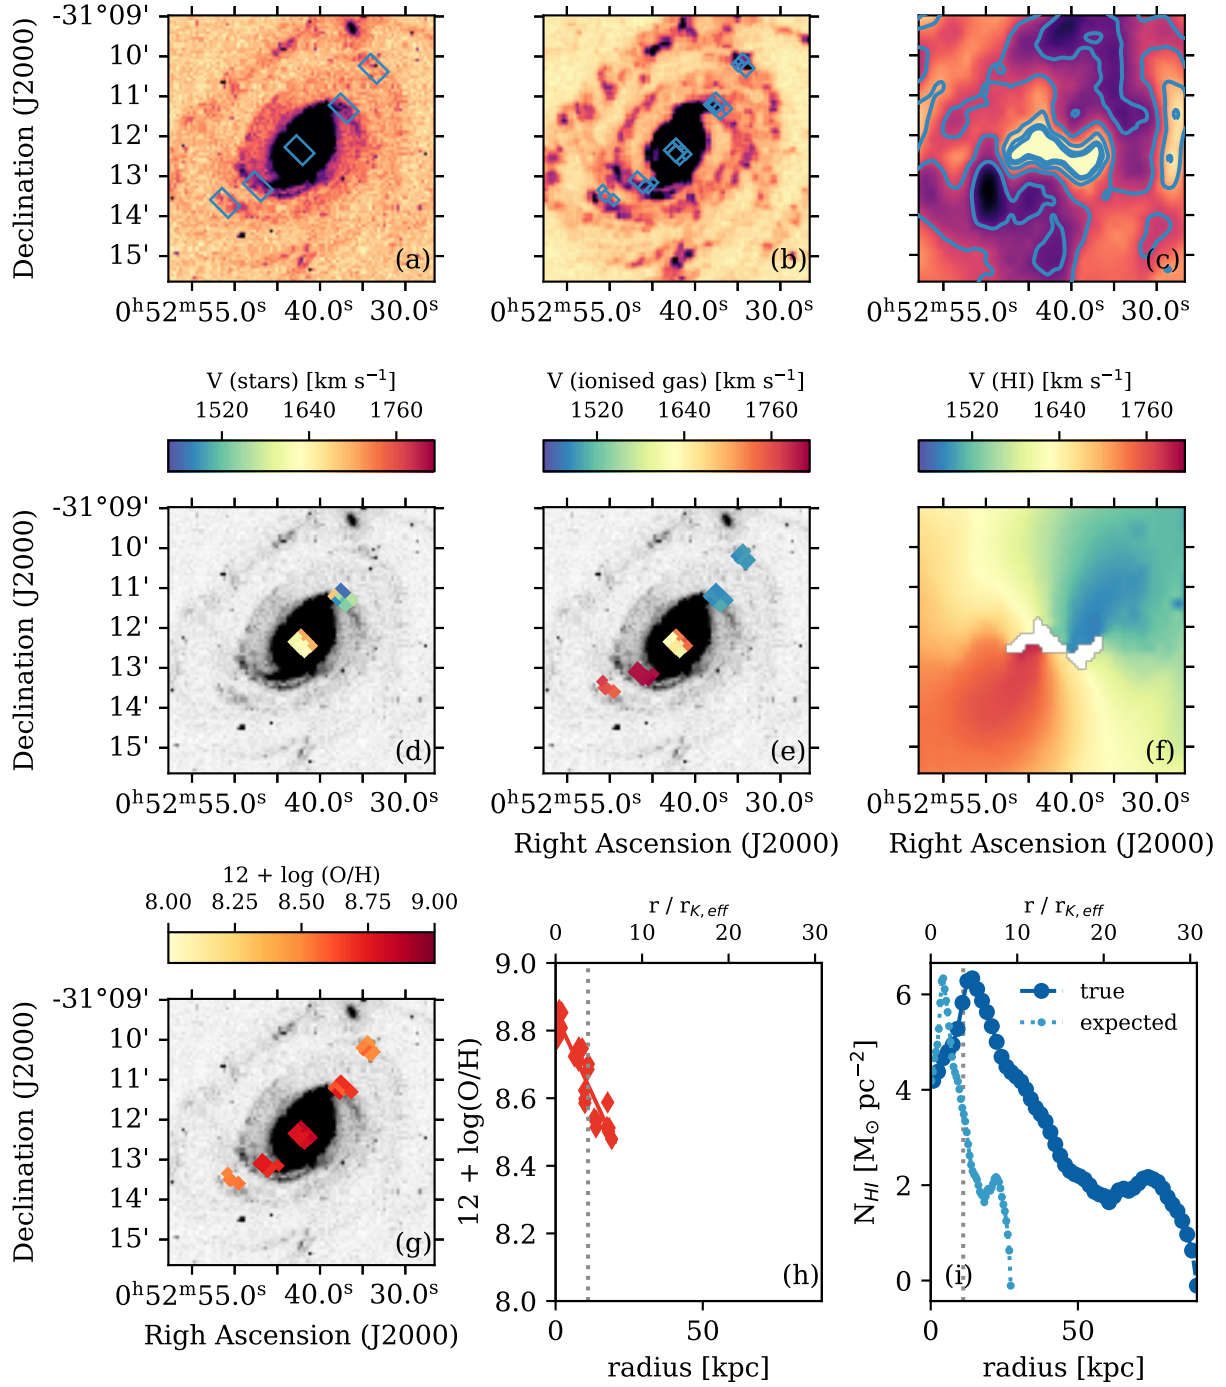 -31°09'
10'
11'
12'
13'
14'
15'
Declination (J2000)
(a)
(b)
(c)
0ʰ52ᵐ55.0ˢ 40.0ˢ 30.0ˢ
0ʰ52ᵐ55.0ˢ 40.0ˢ 30.0ˢ
0ʰ52ᵐ55.0ˢ 40.0ˢ 30.0ˢ
V (stars) [km s⁻¹]
1520 1640 1760
V (ionised gas) [km s⁻¹]
1520 1640 1760
V (HI) [km s⁻¹]
1520 1640 1760
-31°09'
10'
11'
12'
13'
14'
15'
Declination (J2000)
(d)
(e)
(f)
0ʰ52ᵐ55.0ˢ 40.0ˢ 30.0ˢ
0ʰ52ᵐ55.0ˢ 40.0ˢ 30.0ˢ
0ʰ52ᵐ55.0ˢ 40.0ˢ 30.0ˢ
Right Ascension (J2000)
Right Ascension (J2000)
12 + log (O/H)
8.00 8.25 8.50 8.75 9.00
-31°09'
10'
11'
12'
13'
14'
15'
Declination (J2000)
(g)
0ʰ52ᵐ55.0ˢ 40.0ˢ 30.0ˢ
Righ Ascension (J2000)
r / r_{K,eff}
0 10 20 30
9.0
8.8
8.6
8.4
8.2
8.0
12 + log(O/H)
(h)
0 50
radius [kpc]
r / r_{K,eff}
0 10 20 30
6
4
2
0
N_{HI} [M_⊙ pc⁻²]
true
expected
(i)
0 50
radius [kpc]